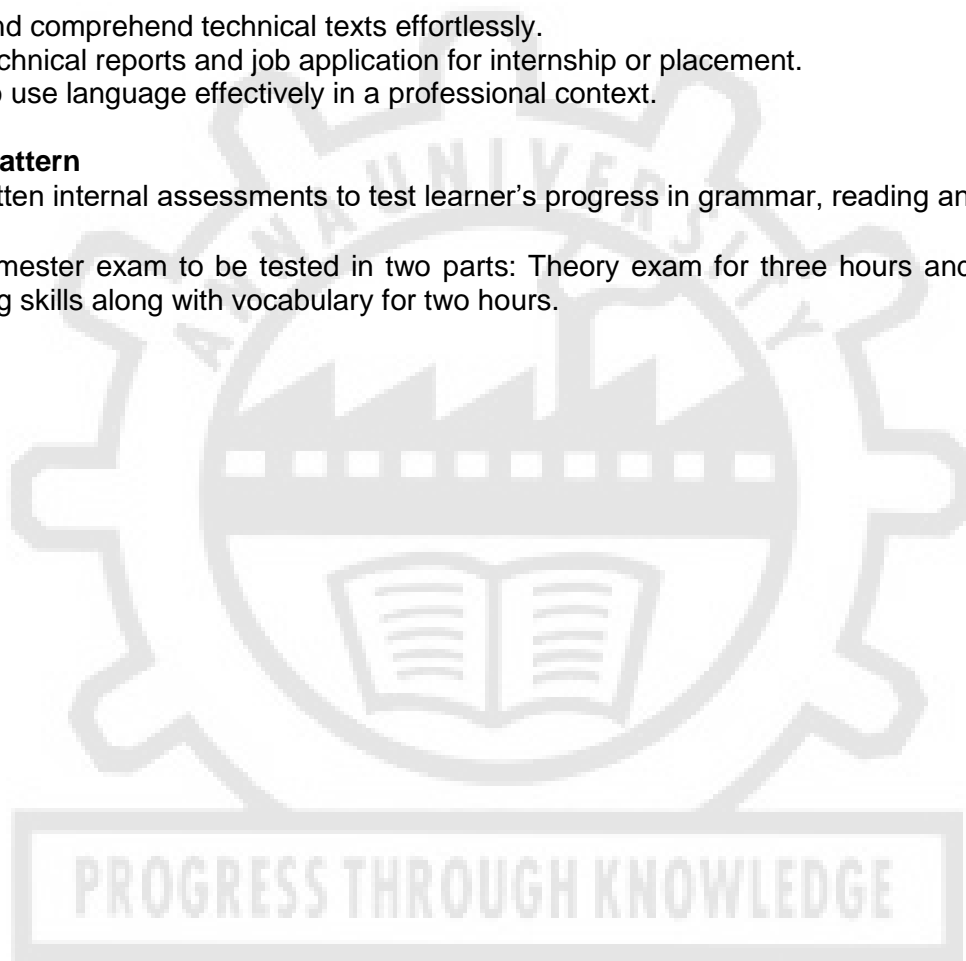 nd comprehend technical texts effortlessly.
chnical reports and job application for internship or placement.
o use language effectively in a professional context.
attern
tten internal assessments to test learner's progress in grammar, reading an
mester exam to be tested in two parts: Theory exam for three hours and
g skills along with vocabulary for two hours.
ANNA UNIVERSITY
PROGRESS THROUGH KNOWLEDGE